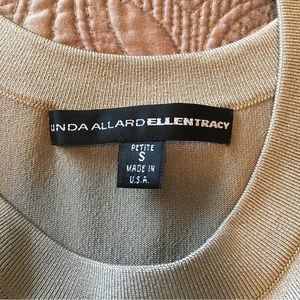 LINDA ALLARD ELLEN TRACY
PETITE
S
MADE IN
U.S.A.